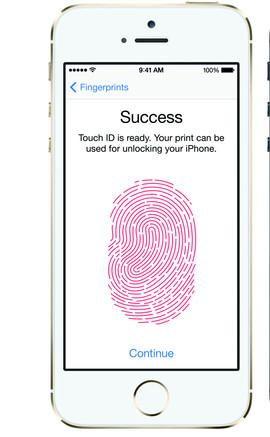 9:41 AM 100%
Fingerprints
Success
Touch ID is ready. Your print can be
used for unlocking your iPhone.
Continue